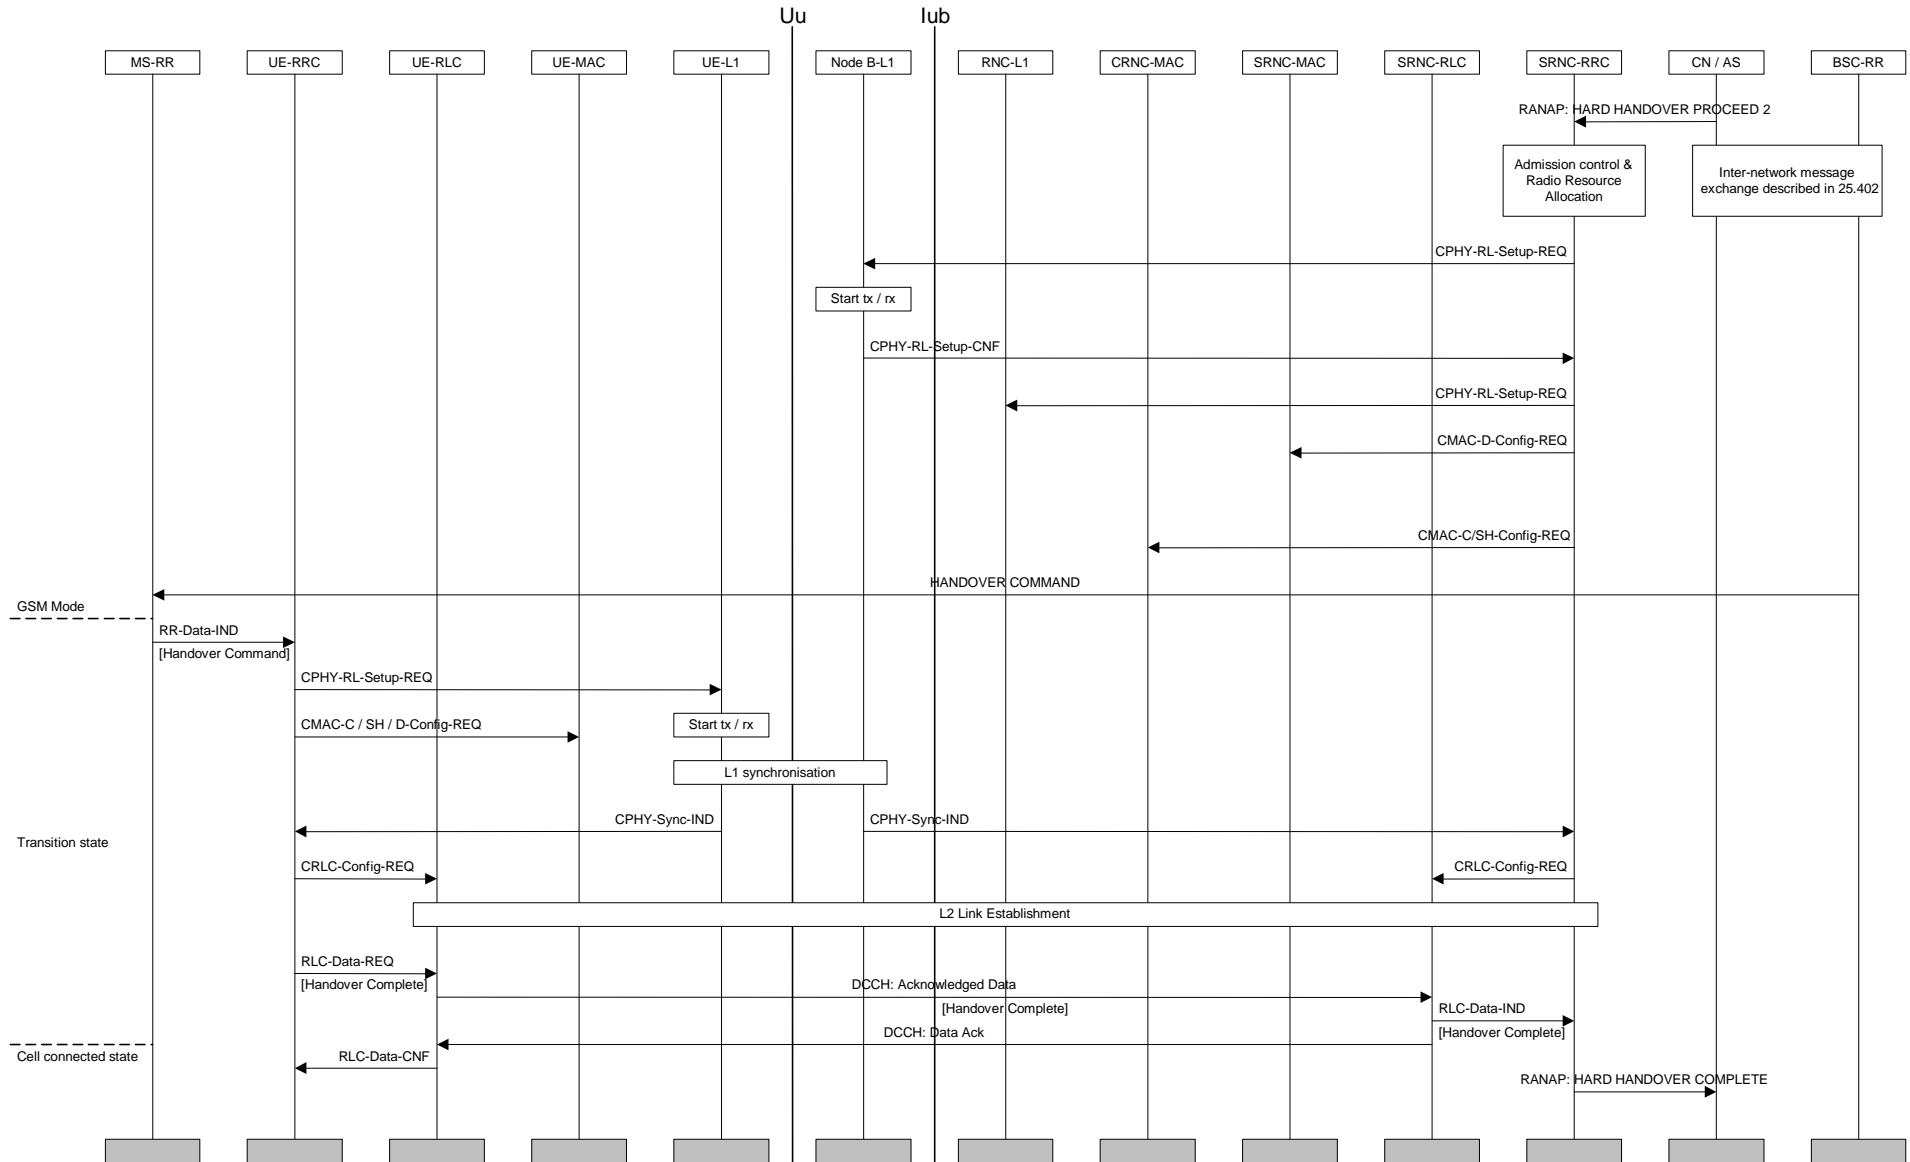 Uu
Iub
MS-RR
UE-RRC
UE-RLC
UE-MAC
UE-L1
Node B-L1
RNC-L1
CRNC-MAC
SRNC-MAC
SRNC-RLC
SRNC-RRC
CN / AS
BSC-RR
RANAP: HARD HANDOVER PROCEED 2
Admission control &
Radio Resource
Allocation
Inter-network message
exchange described in 25.402
CPHY-RL-Setup-REQ
Start tx / rx
CPHY-RL-Setup-CNF
CPHY-RL-Setup-REQ
CMAC-D-Config-REQ
CMAC-C/SH-Config-REQ
HANDOVER COMMAND
GSM Mode
RR-Data-IND
[Handover Command]
CPHY-RL-Setup-REQ
CMAC-C / SH / D-Config-REQ
Start tx / rx
L1 synchronisation
CPHY-Sync-IND
CPHY-Sync-IND
Transition state
CRLC-Config-REQ
CRLC-Config-REQ
L2 Link Establishment
RLC-Data-REQ
[Handover Complete]
DCCH: Acknowledged Data
[Handover Complete]
RLC-Data-IND
[Handover Complete]
DCCH: Data Ack
Cell connected state
RLC-Data-CNF
RANAP: HARD HANDOVER COMPLETE